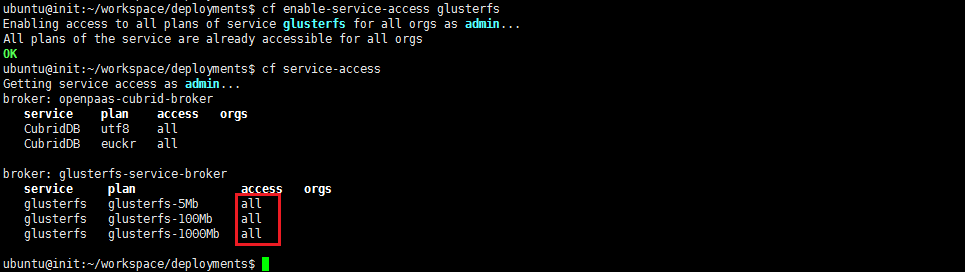 ubuntu@init:~/workspace/deployments$ cf enable-service-access glusterfs
Enabling access to all plans of service glusterfs for all orgs as admin...
All plans of the service are already accessible for all orgs
OK
ubuntu@init:~/workspace/deployments$ cf service-access
Getting service access as admin...
broker: openpaas-cubrid-broker
   service    plan    access   orgs
   CubridDB   utf8    all
   CubridDB   euckr   all
broker: glusterfs-service-broker
   service     plan               access   orgs
   glusterfs   glusterfs-5Mb      all
   glusterfs   glusterfs-100Mb    all
   glusterfs   glusterfs-1000Mb   all
ubuntu@init:~/workspace/deployments$